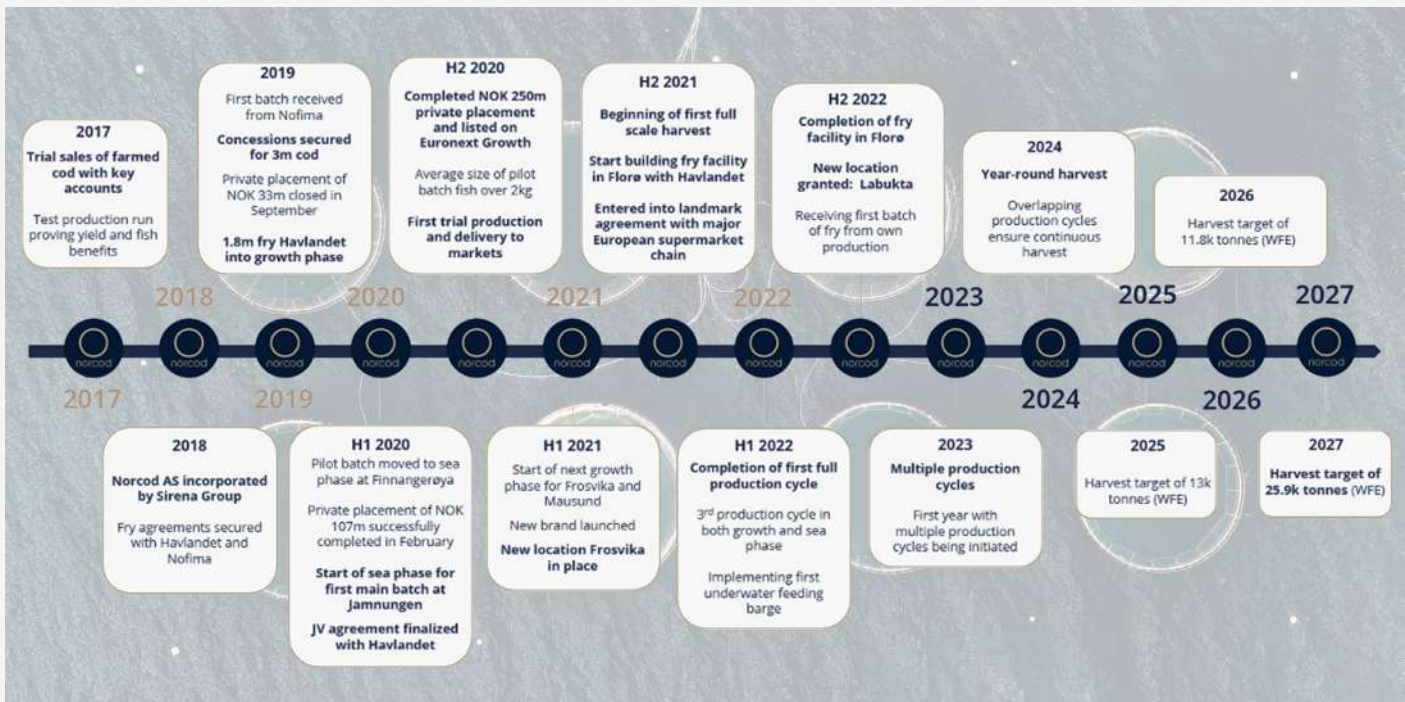 2017
Trial sales of farmed
cod with key
accounts
Test production run
proving yield and fish
benefits
2019
First batch received
from Nofima
Concessions secured
for 3m cod
Private placement of
NOK 33m closed in
September
1.8m fry Havlandet
into growth phase
H2 2020
Completed NOK 250m
private placement
and listed on
Euronext Growth
Average size of pilot
batch fish over 2kg
First trial production
and delivery to
markets
H2 2021
Beginning of first full
scale harvest
Start building fry facility
in Florø with Havlandet
Entered into landmark
agreement with major
European supermarket
chain
H2 2022
Completion of fry
facility in Florø
New location
granted: Labukta
Receiving first batch
of fry from own
production
2024
Year-round harvest
Overlapping
production cycles
ensure continuous
harvest
2026
Harvest target of
11.8k tonnes (WFE)
2018
2020
2021
2022
2023
2025
2027
norcod
norcod
norcod
norcod
norcod
norcod
norcod
norcod
norcod
norcod
norcod
norcod
norcod
norcod
2017
2019
2024
2026
2018
Norcod AS incorporated
by Sirena Group
Fry agreements secured
with Havlandet and
Nofima
H1 2020
Pilot batch moved to sea
phase at Finnangerøya
Private placement of NOK
107m successfully
completed in February
Start of sea phase for
first main batch at
Jamnungen
JV agreement finalized
with Havlandet
H1 2021
Start of next growth
phase for Frosvika and
Mausund
New brand launched
New location Frosvika
in place
H1 2022
Completion of first full
production cycle
3rd production cycle in
both growth and sea
phase
Implementing first
underwater feeding
barge
2023
Multiple production
cycles
First year with
multiple production
cycles being initiated
2025
Harvest target of 13k
tonnes (WFE)
2027
Harvest target of
25.9k tonnes (WFE)